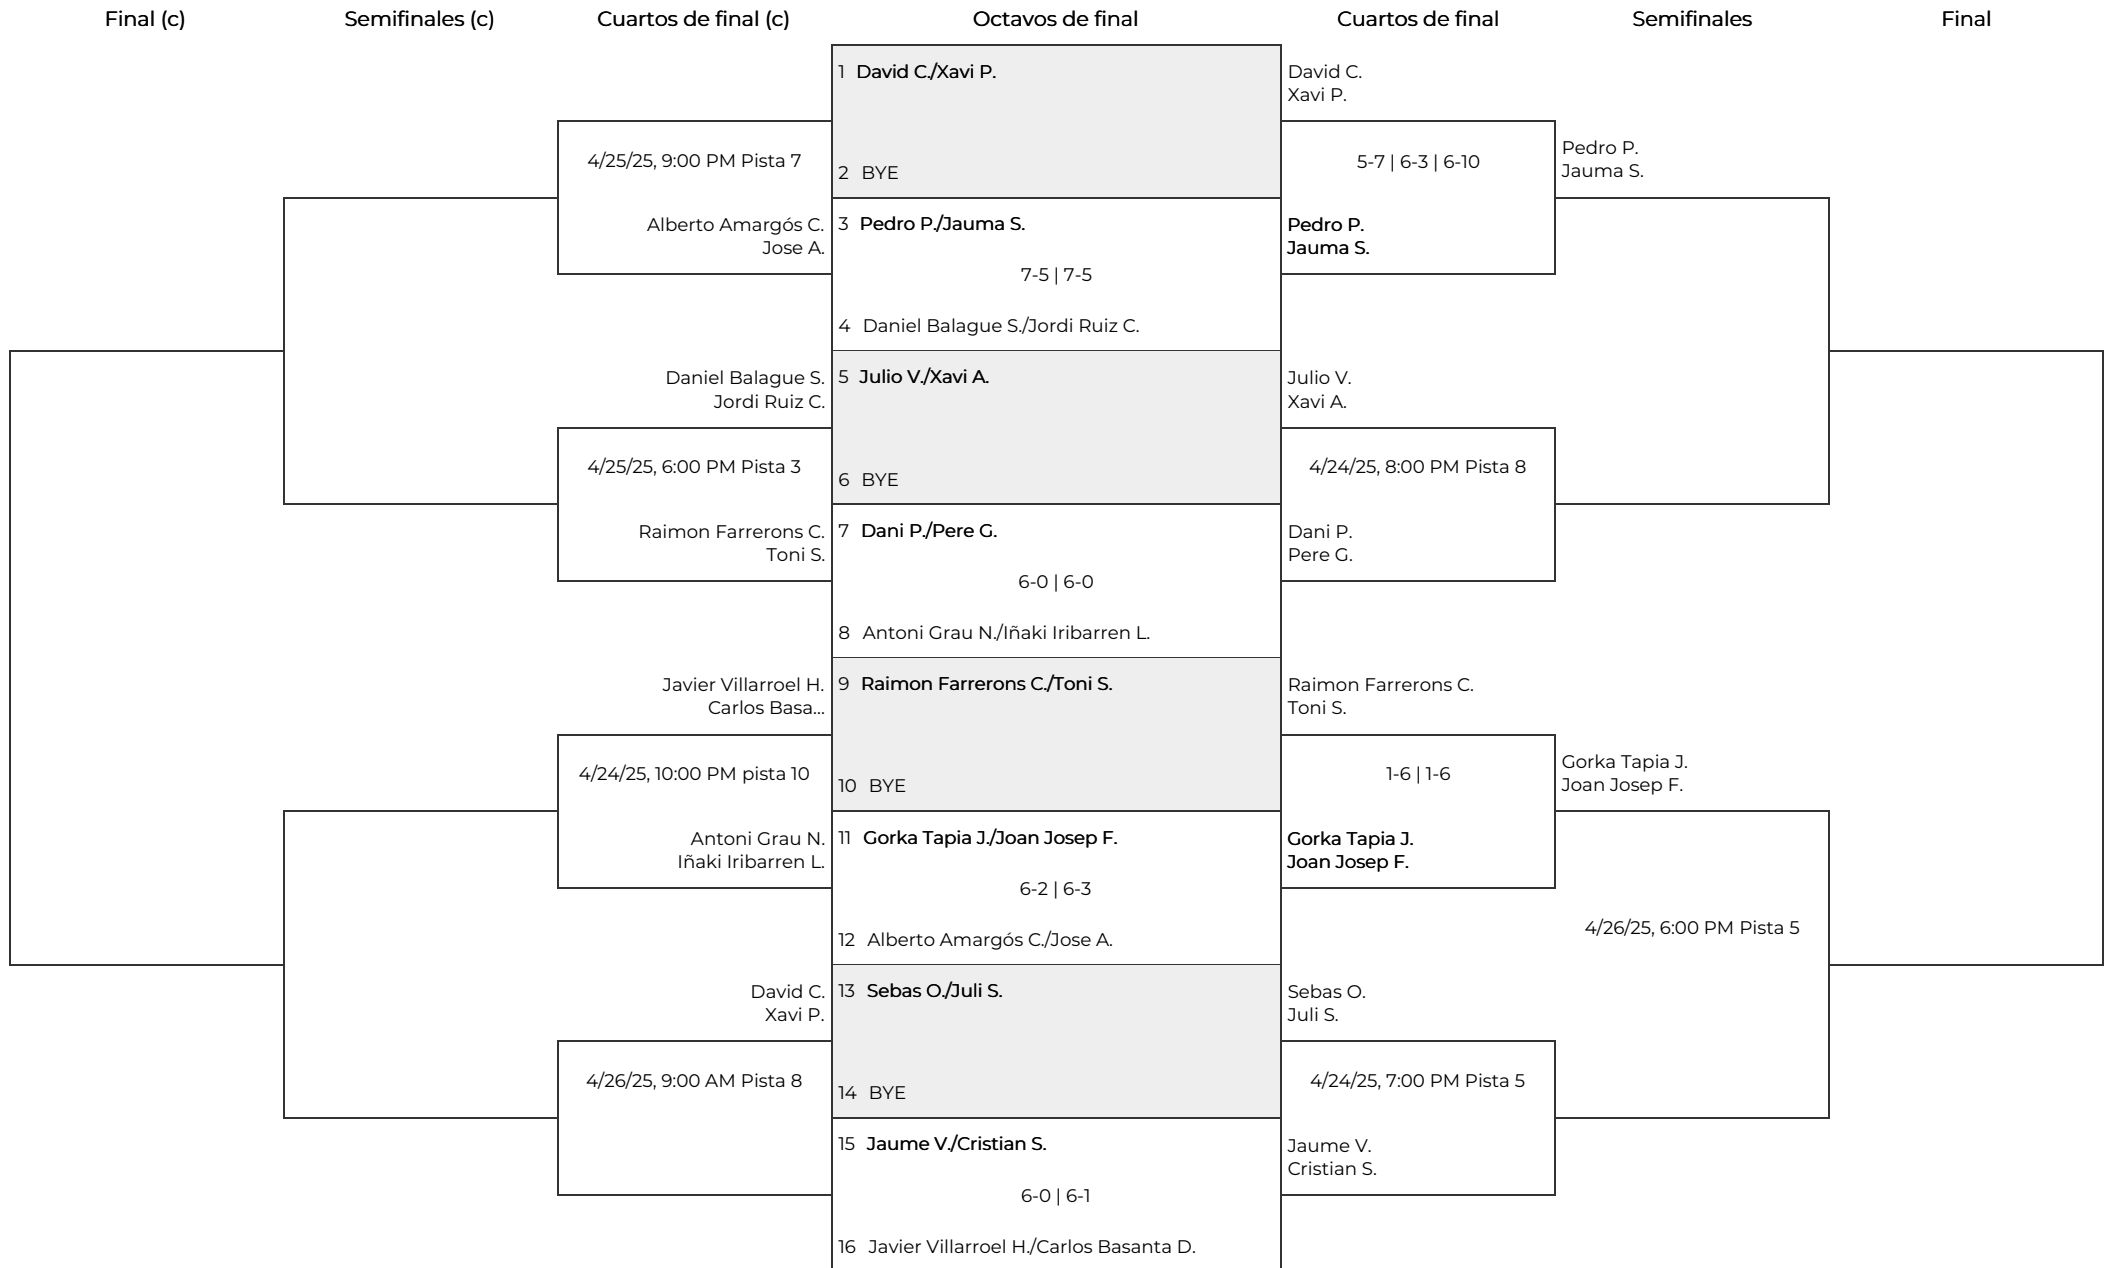 Final (c)
Semifinales (c)
Cuartos de final (c)
Octavos de final
Cuartos de final
Semifinales
Final
4/25/25, 9:00 PM Pista 7
Alberto Amargós C.
Jose A.
Daniel Balague S.
Jordi Ruiz C.
4/25/25, 6:00 PM Pista 3
Raimon Farrerons C.
Toni S.
Javier Villarroel H.
Carlos Basa...
4/24/25, 10:00 PM pista 10
Antoni Grau N.
Iñaki Iribarren L.
David C.
Xavi P.
4/26/25, 9:00 AM Pista 8
1 David C./Xavi P.
2 BYE
3 Pedro P./Jauma S.
7-5 | 7-5
4 Daniel Balague S./Jordi Ruiz C.
5 Julio V./Xavi A.
6 BYE
7 Dani P./Pere G.
6-0 | 6-0
8 Antoni Grau N./Iñaki Iribarren L.
9 Raimon Farrerons C./Toni S.
10 BYE
11 Gorka Tapia J./Joan Josep F.
6-2 | 6-3
12 Alberto Amargós C./Jose A.
13 Sebas O./Juli S.
14 BYE
15 Jaume V./Cristian S.
6-0 | 6-1
16 Javier Villarroel H./Carlos Basanta D.
David C.
Xavi P.
5-7 | 6-3 | 6-10
Pedro P.
Jauma S.
Julio V.
Xavi A.
4/24/25, 8:00 PM Pista 8
Dani P.
Pere G.
Raimon Farrerons C.
Toni S.
1-6 | 1-6
Gorka Tapia J.
Joan Josep F.
Sebas O.
Juli S.
4/24/25, 7:00 PM Pista 5
Jaume V.
Cristian S.
Pedro P.
Jauma S.
Gorka Tapia J.
Joan Josep F.
4/26/25, 6:00 PM Pista 5